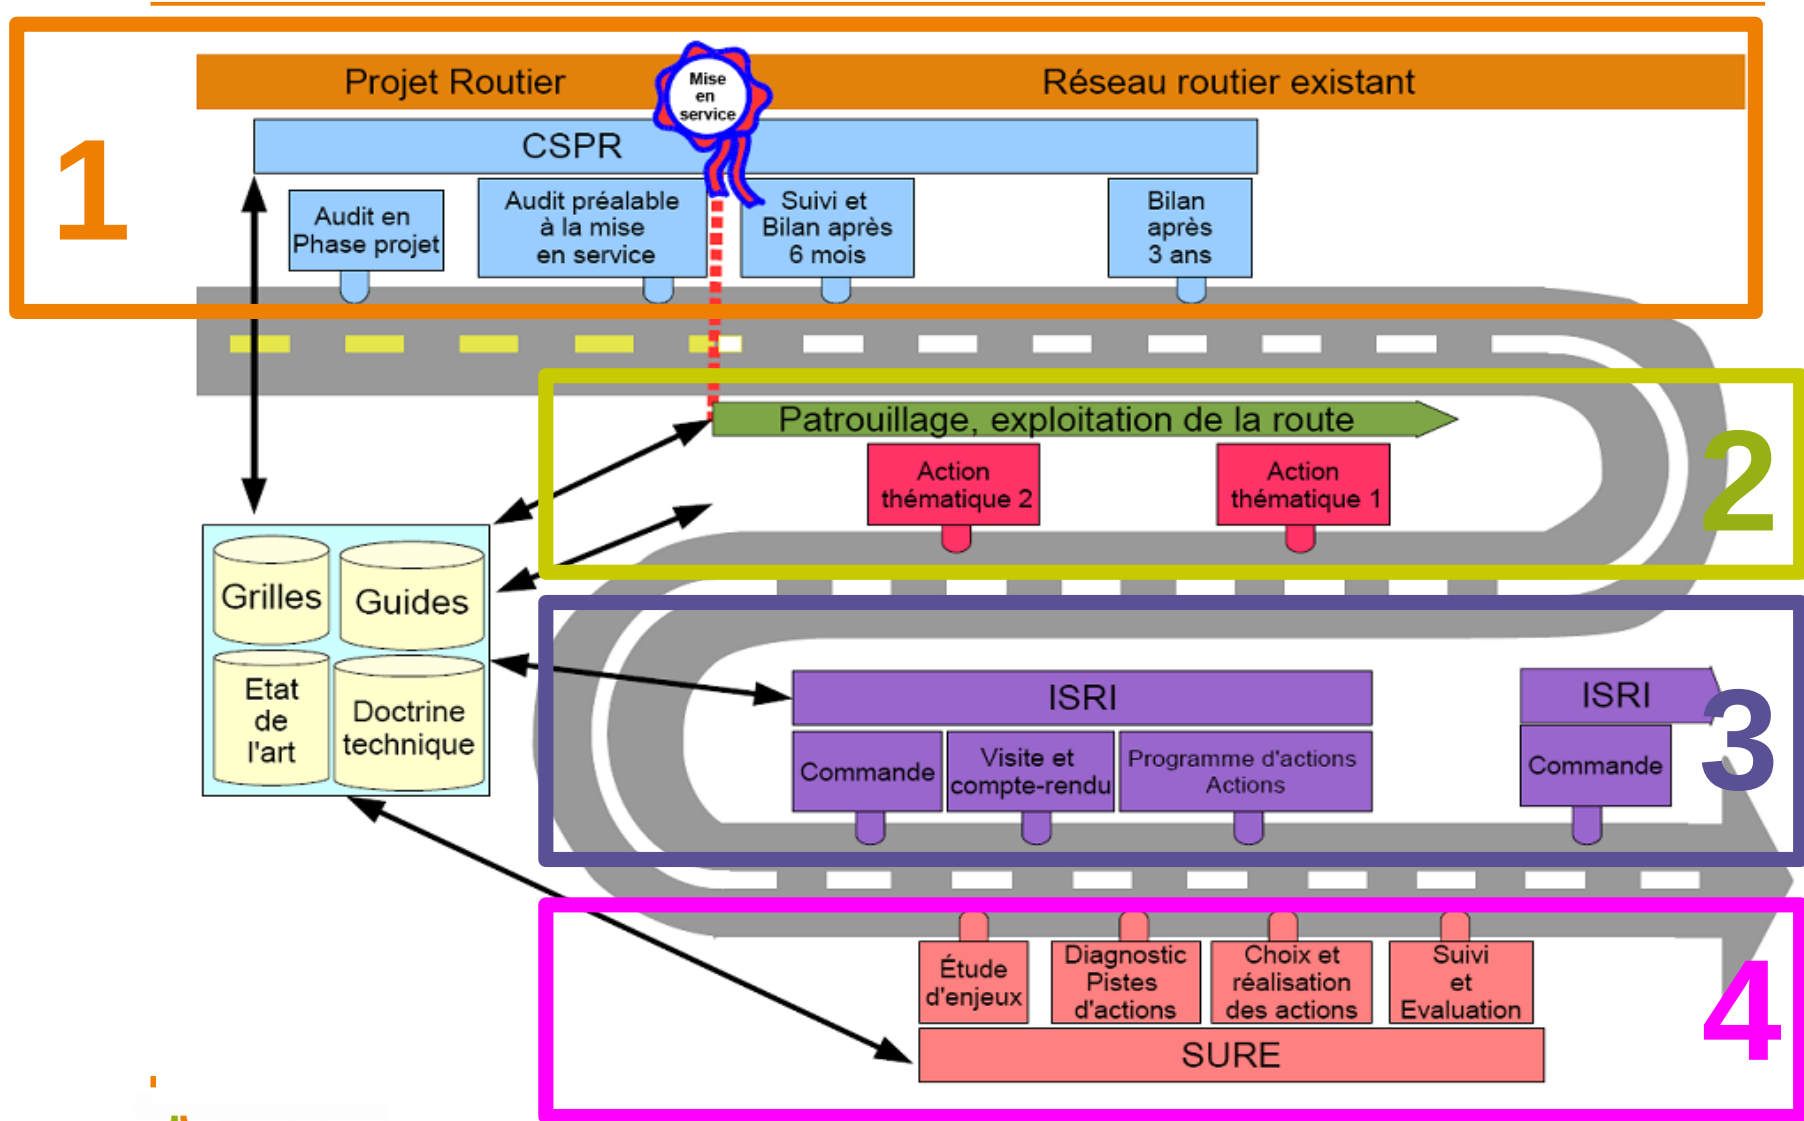 1
Projet Routier
Mise
en
service
Réseau routier existant
CSPR
Audit en
Phase projet
Audit préalable
à la mise
en service
Suivi et
Bilan après
6 mois
Bilan
après
3 ans
2
Patrouillage, exploitation de la route
Action
thématique 2
Action
thématique 1
Grilles
Guides
Etat
de
l'art
Doctrine
technique
3
ISRI
ISRI
Commande
Visite et
compte-rendu
Programme d'actions
Actions
Commande
4
Étude
d'enjeux
Diagnostic
Pistes
d'actions
Choix et
réalisation
des actions
Suivi
et
Evaluation
SURE